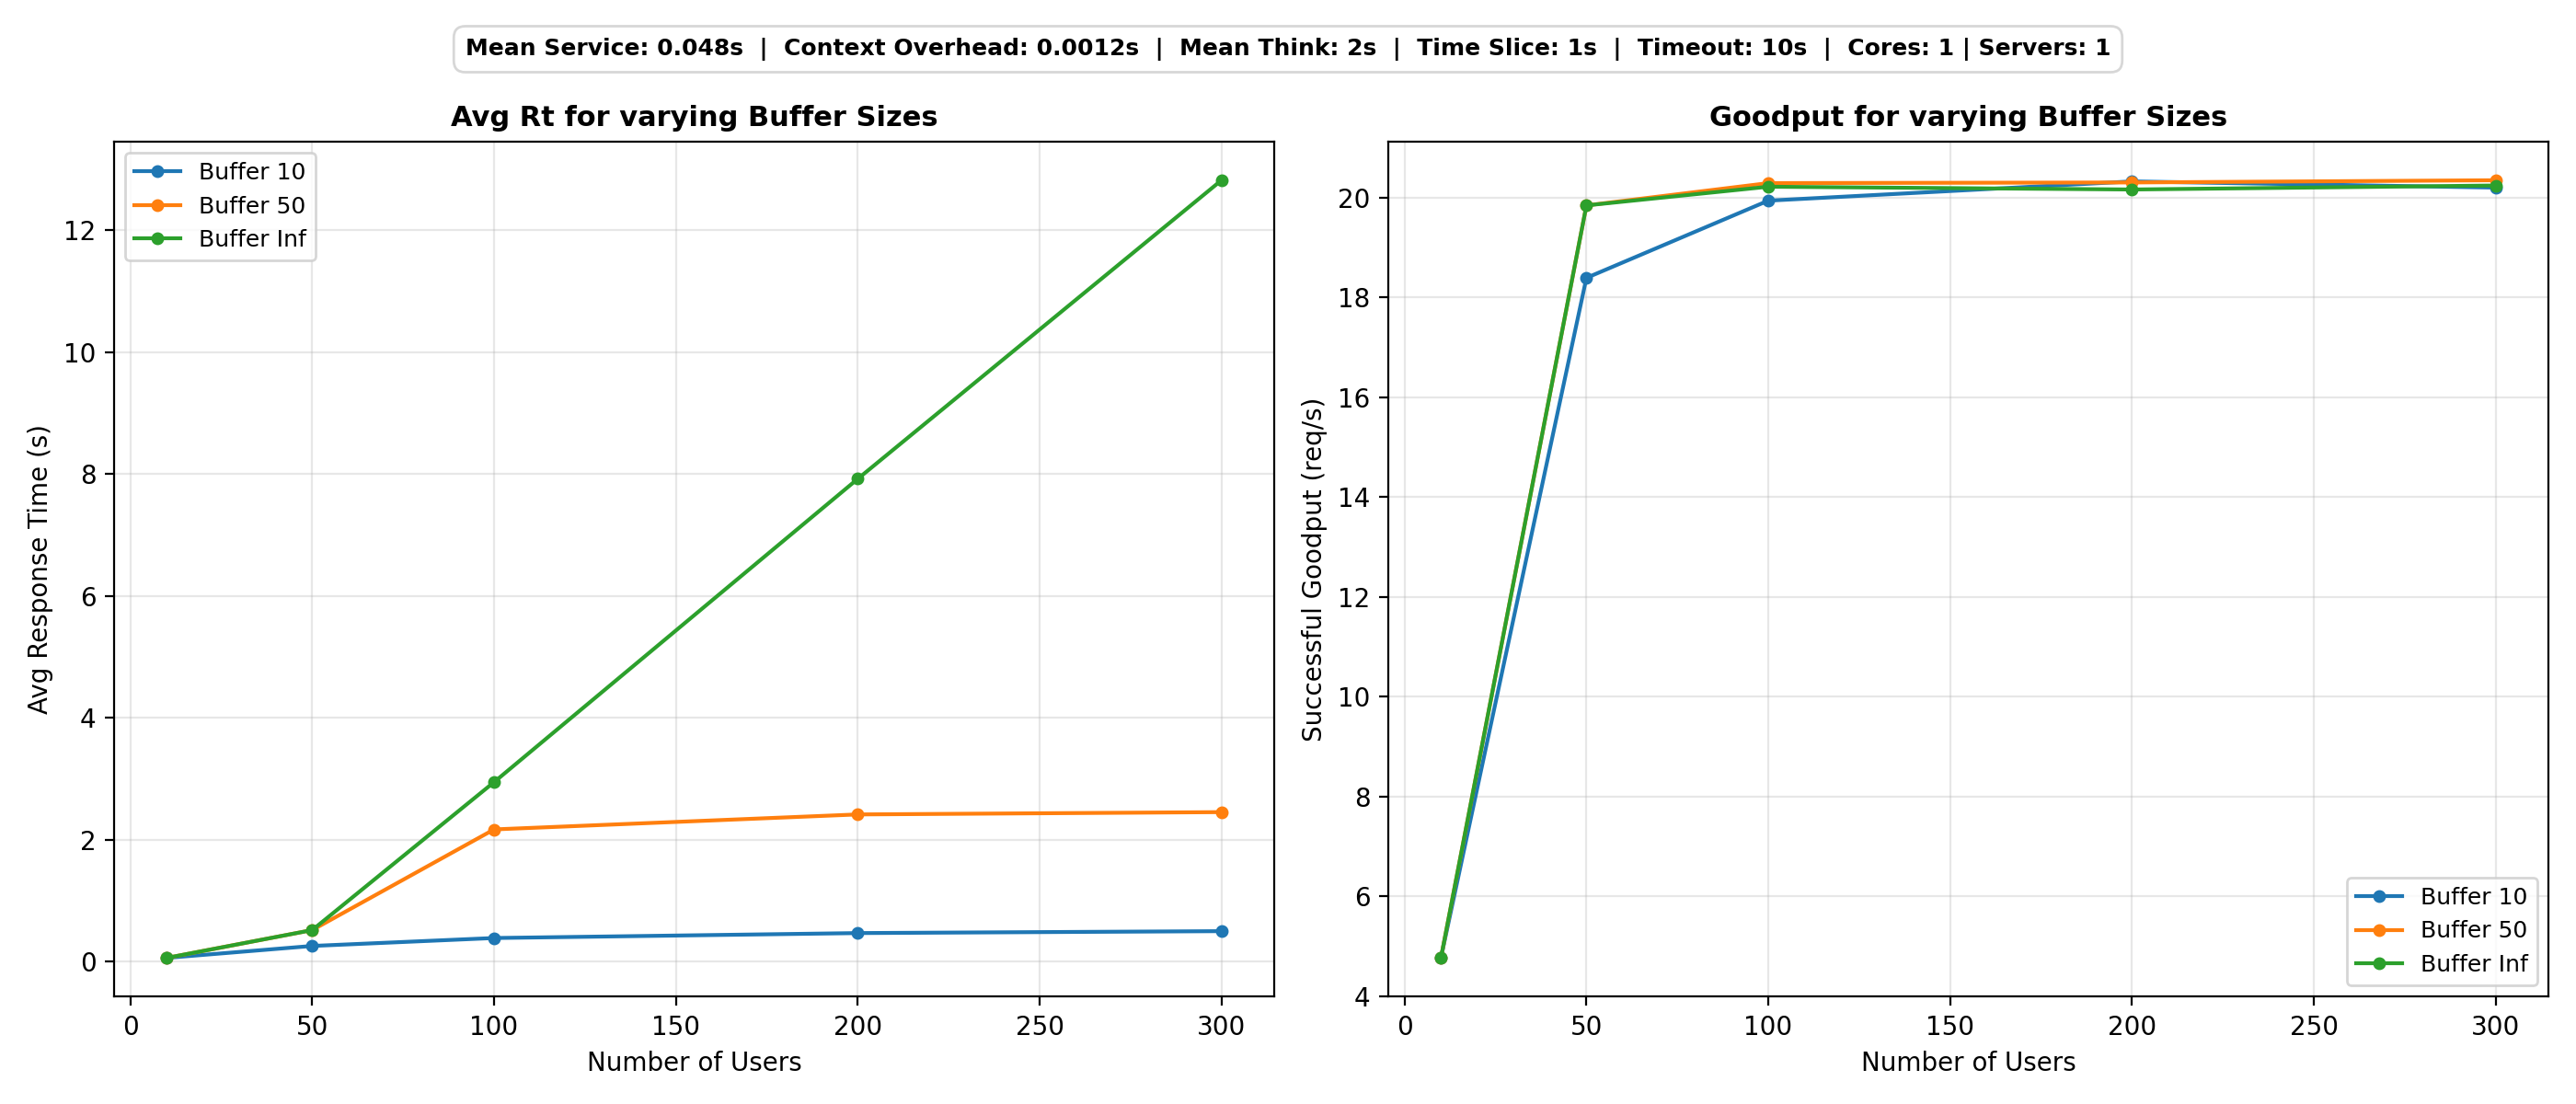 Mean Service: 0.048s | Context Overhead: 0.0012s | Mean Think: 2s | Time Slice: 1s | Timeout: 10s | Cores: 1 | Servers: 1
Avg Rt for varying Buffer Sizes
Buffer 10
Buffer 50
Buffer Inf
Avg Response Time (s)
12
10
8
6
4
2
0
0 50 100 150 200 250 300
Number of Users
Goodput for varying Buffer Sizes
Successful Goodput (req/s)
20
18
16
14
12
10
8
6
4
Buffer 10
Buffer 50
Buffer Inf
0 50 100 150 200 250 300
Number of Users